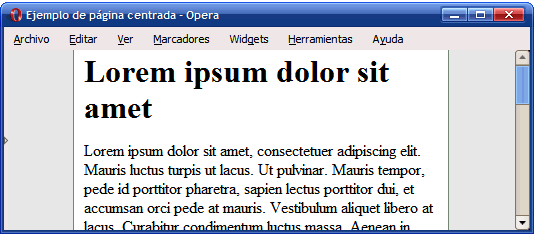 Ejemplo de página centrada - Opera
Archivo Editar Ver Marcadores Widgets Herramientas Ayuda
Lorem ipsum dolor sit
amet
Lorem ipsum dolor sit amet, consectetuer adipiscing elit.
Mauris luctus turpis ut lacus. Ut pulvinar. Mauris tempor,
pede id porttitor pharetra, sapien lectus porttitor dui, et
accumsan orci pede at mauris. Vestibulum aliquet libero at
lacus. Curabitur condimentum luctus massa. Aenean in